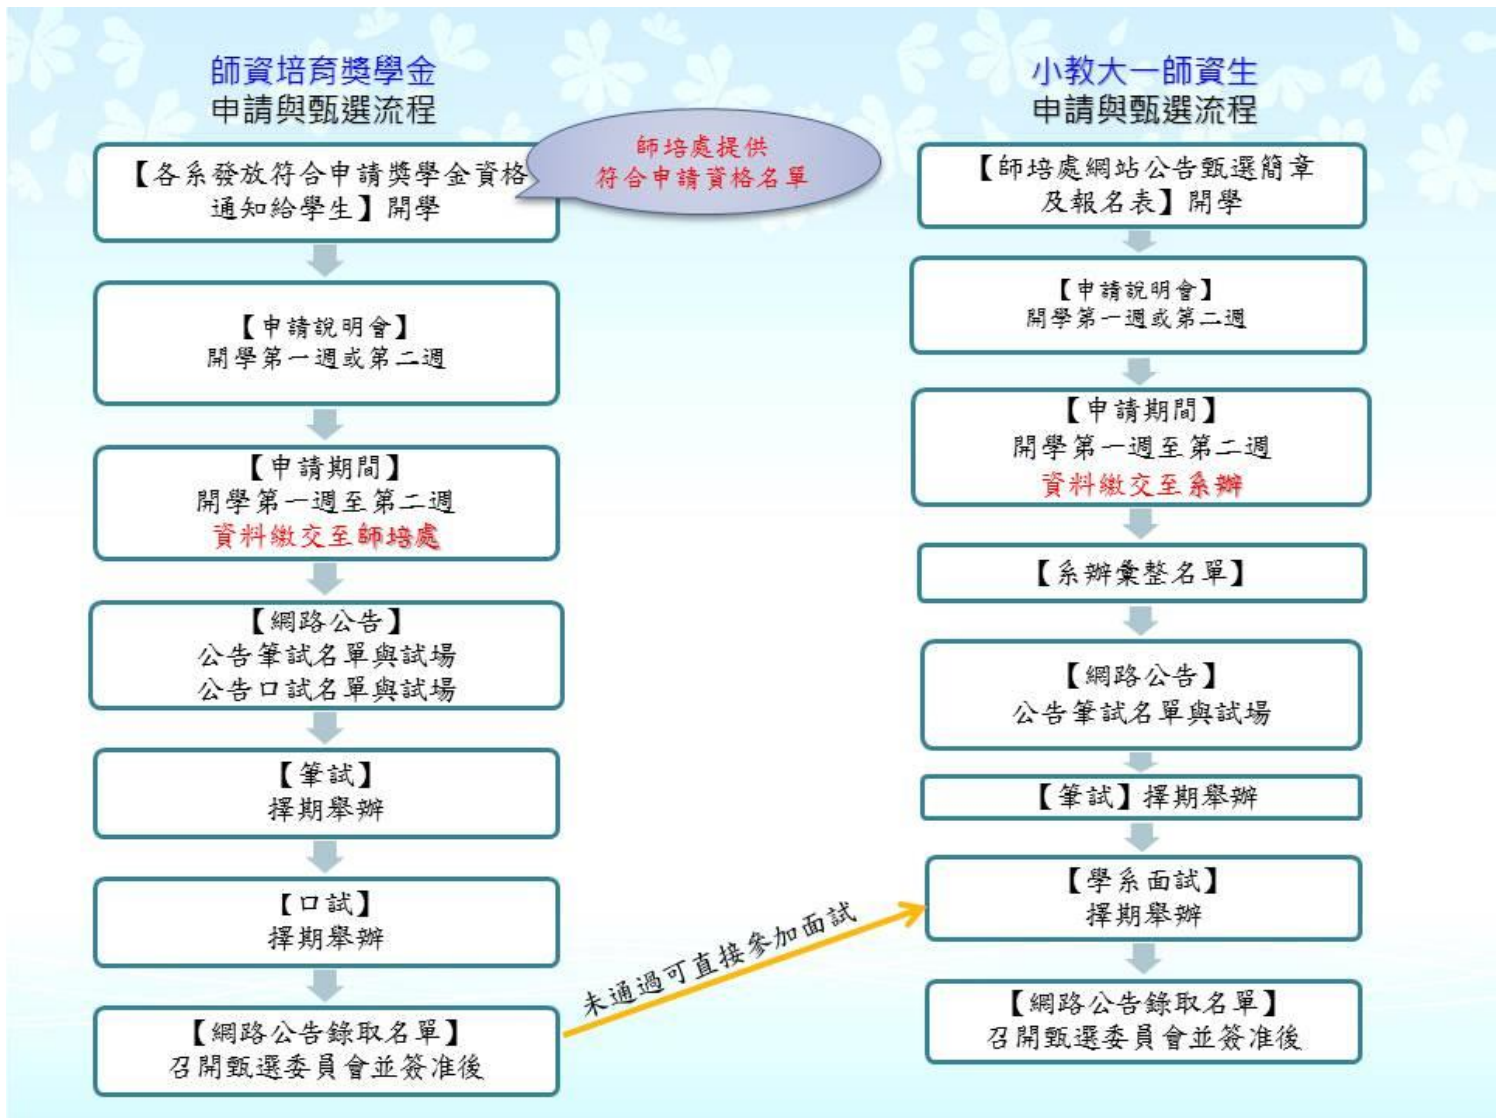 師資培育獎學金
申請與甄選流程
師培處提供
符合申請資格名單
【各系發放符合申請獎學金資格
通知給學生】開學
【申請說明會】
開學第一週或第二週
【申請期間】
開學第一週至第二週
資料繳交至師培處
【網路公告】
公告筆試名單與試場
公告口試名單與試場
【筆試】
擇期舉辦
【口試】
擇期舉辦
【網路公告錄取名單】
召開甄選委員會並簽准後
未通過可直接參加面試
小教大一師資生
申請與甄選流程
【師培處網站公告甄選簡章
及報名表】開學
【申請說明會】
開學第一週或第二週
【申請期間】
開學第一週至第二週
資料繳交至系辦
【系辦彙整名單】
【網路公告】
公告筆試名單與試場
【筆試】擇期舉辦
【學系面試】
擇期舉辦
【網路公告錄取名單】
召開甄選委員會並簽准後